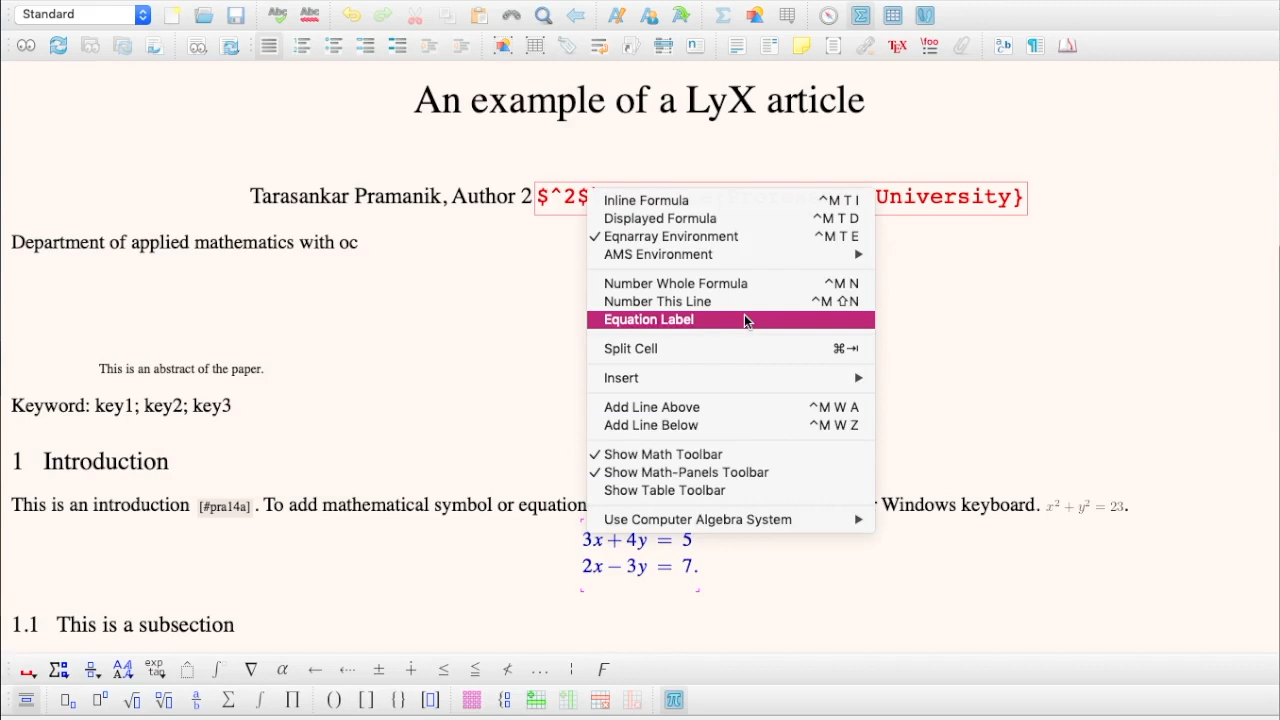 Standard
An example of a LyX article
Tarasankar Pramanik, Author 2 $^2$ University}
Department of applied mathematics with oc
Inline Formula ^M T I
Displayed Formula ^M T D
✓ Eqnarray Environment ^M T E
AMS Environment ▶
Number Whole Formula ^M N
Number This Line ^M ⇧N
Equation Label
Split Cell ⌘⇥
Insert ▶
Add Line Above ^M W A
Add Line Below ^M W Z
✓ Show Math Toolbar
✓ Show Math-Panels Toolbar
Show Table Toolbar
Use Computer Algebra System ▶
This is an abstract of the paper.
Keyword: key1; key2; key3
1 Introduction
This is an introduction [#pra14a] . To add mathematical symbol or equation Windows keyboard. x² + y² = 23.
3x + 4y = 5
2x − 3y = 7.
1.1 This is a subsection